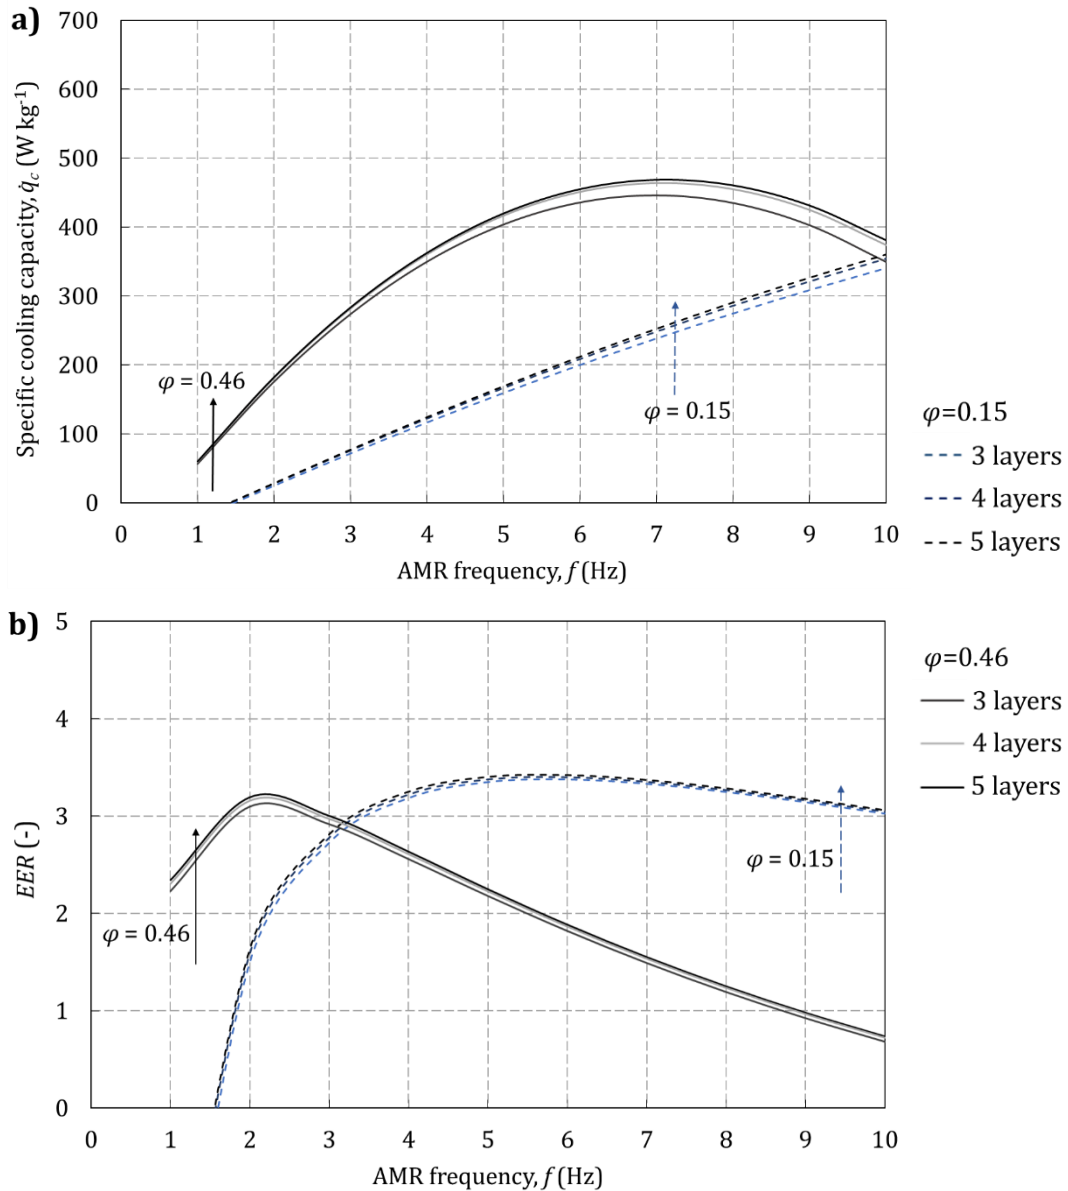 a)
700
600
500
400
300
200
100
0
Specific cooling capacity, q̇c (W kg-1)
φ = 0.46
φ = 0.15
0 1 2 3 4 5 6 7 8 9 10
AMR frequency, f (Hz)
φ=0.15
3 layers
4 layers
5 layers
b)
5
4
3
2
1
0
EER (-)
φ = 0.46
φ = 0.15
0 1 2 3 4 5 6 7 8 9 10
AMR frequency, f (Hz)
φ=0.46
3 layers
4 layers
5 layers